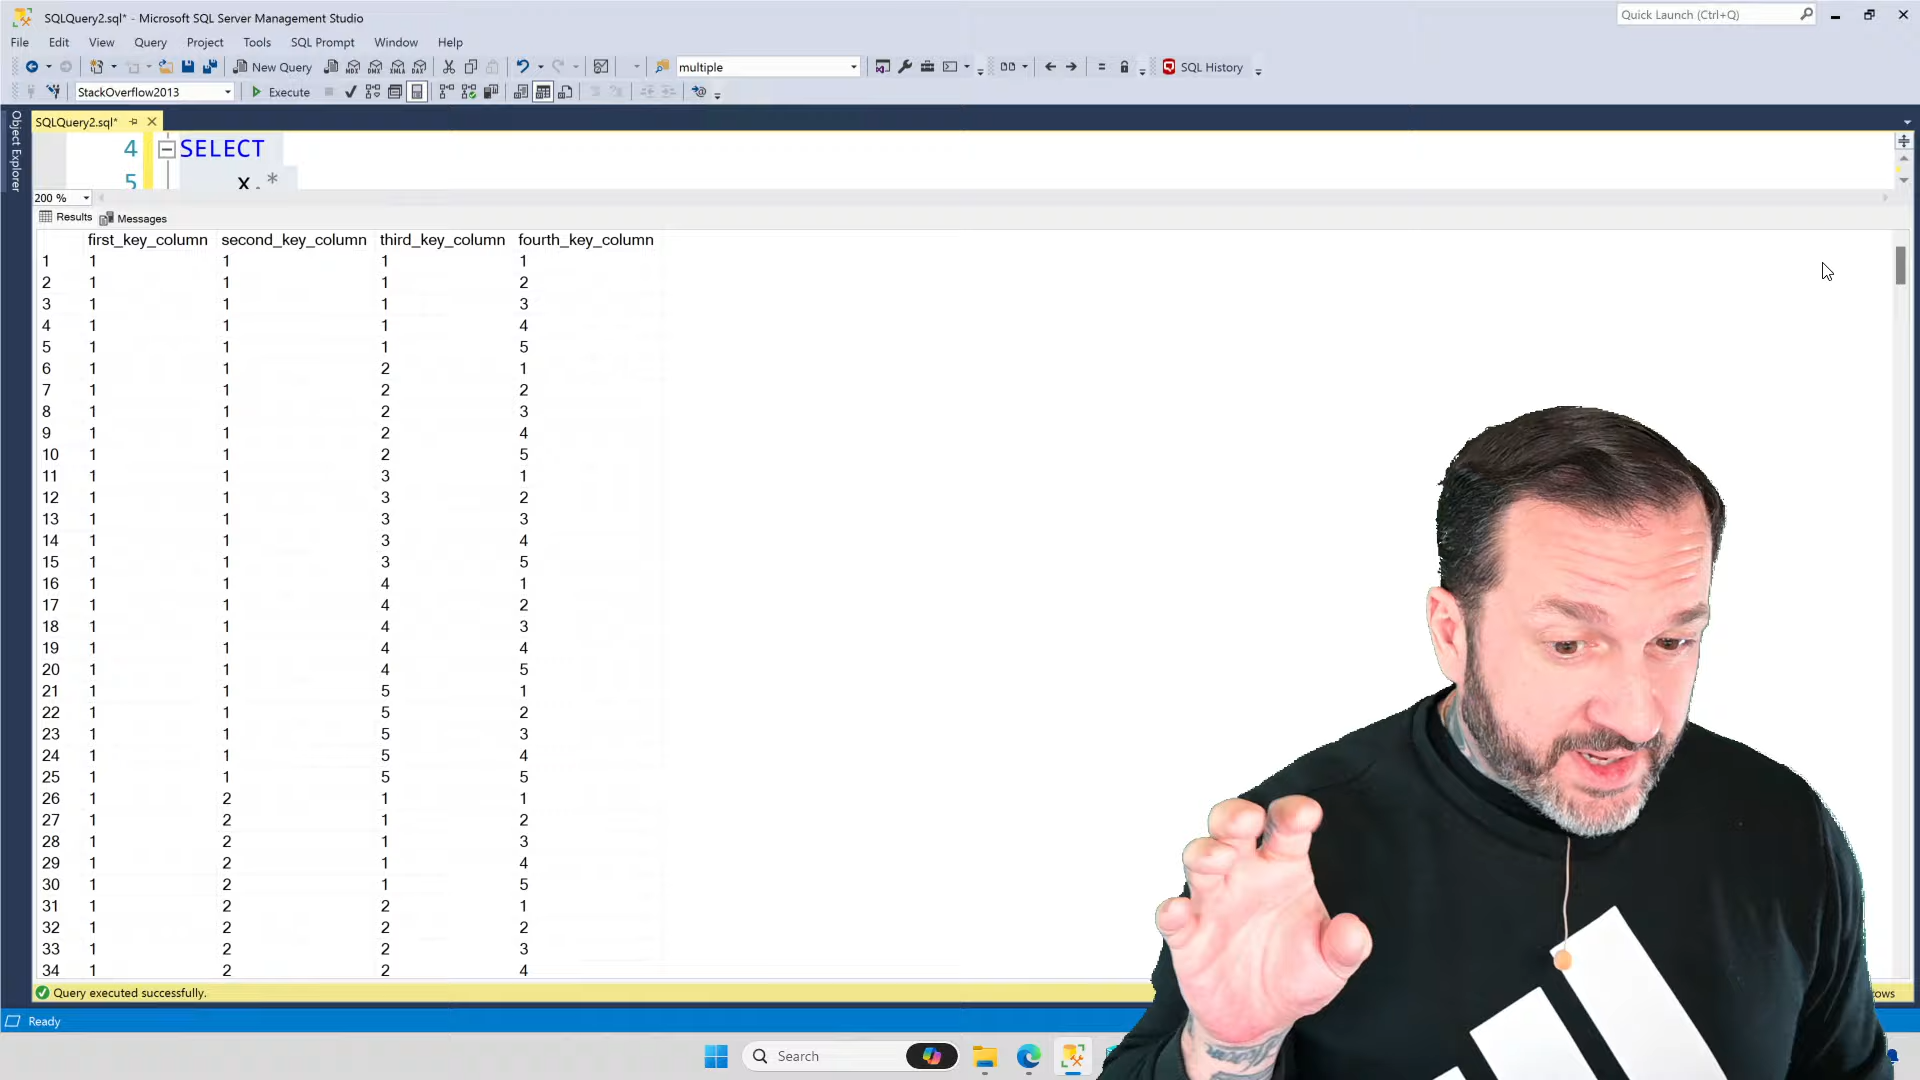 SQLQuery2.sql* - Microsoft SQL Server Management Studio
Quick Launch (Ctrl+Q)
File Edit View Query Project Tools SQL Prompt Window Help
New Query multiple SQL History
StackOverflow2013 Execute
SQLQuery2.sql*
Object Explorer
4 SELECT
5 x.*
200 %
Results Messages
first_key_column second_key_column third_key_column fourth_key_column
1 1 1 1 1
2 1 1 1 2
3 1 1 1 3
4 1 1 1 4
5 1 1 1 5
6 1 1 2 1
7 1 1 2 2
8 1 1 2 3
9 1 1 2 4
10 1 1 2 5
11 1 1 3 1
12 1 1 3 2
13 1 1 3 3
14 1 1 3 4
15 1 1 3 5
16 1 1 4 1
17 1 1 4 2
18 1 1 4 3
19 1 1 4 4
20 1 1 4 5
21 1 1 5 1
22 1 1 5 2
23 1 1 5 3
24 1 1 5 4
25 1 1 5 5
26 1 2 1 1
27 1 2 1 2
28 1 2 1 3
29 1 2 1 4
30 1 2 1 5
31 1 2 2 1
32 1 2 2 2
33 1 2 2 3
34 1 2 2 4
Query executed successfully.
Ready
Search